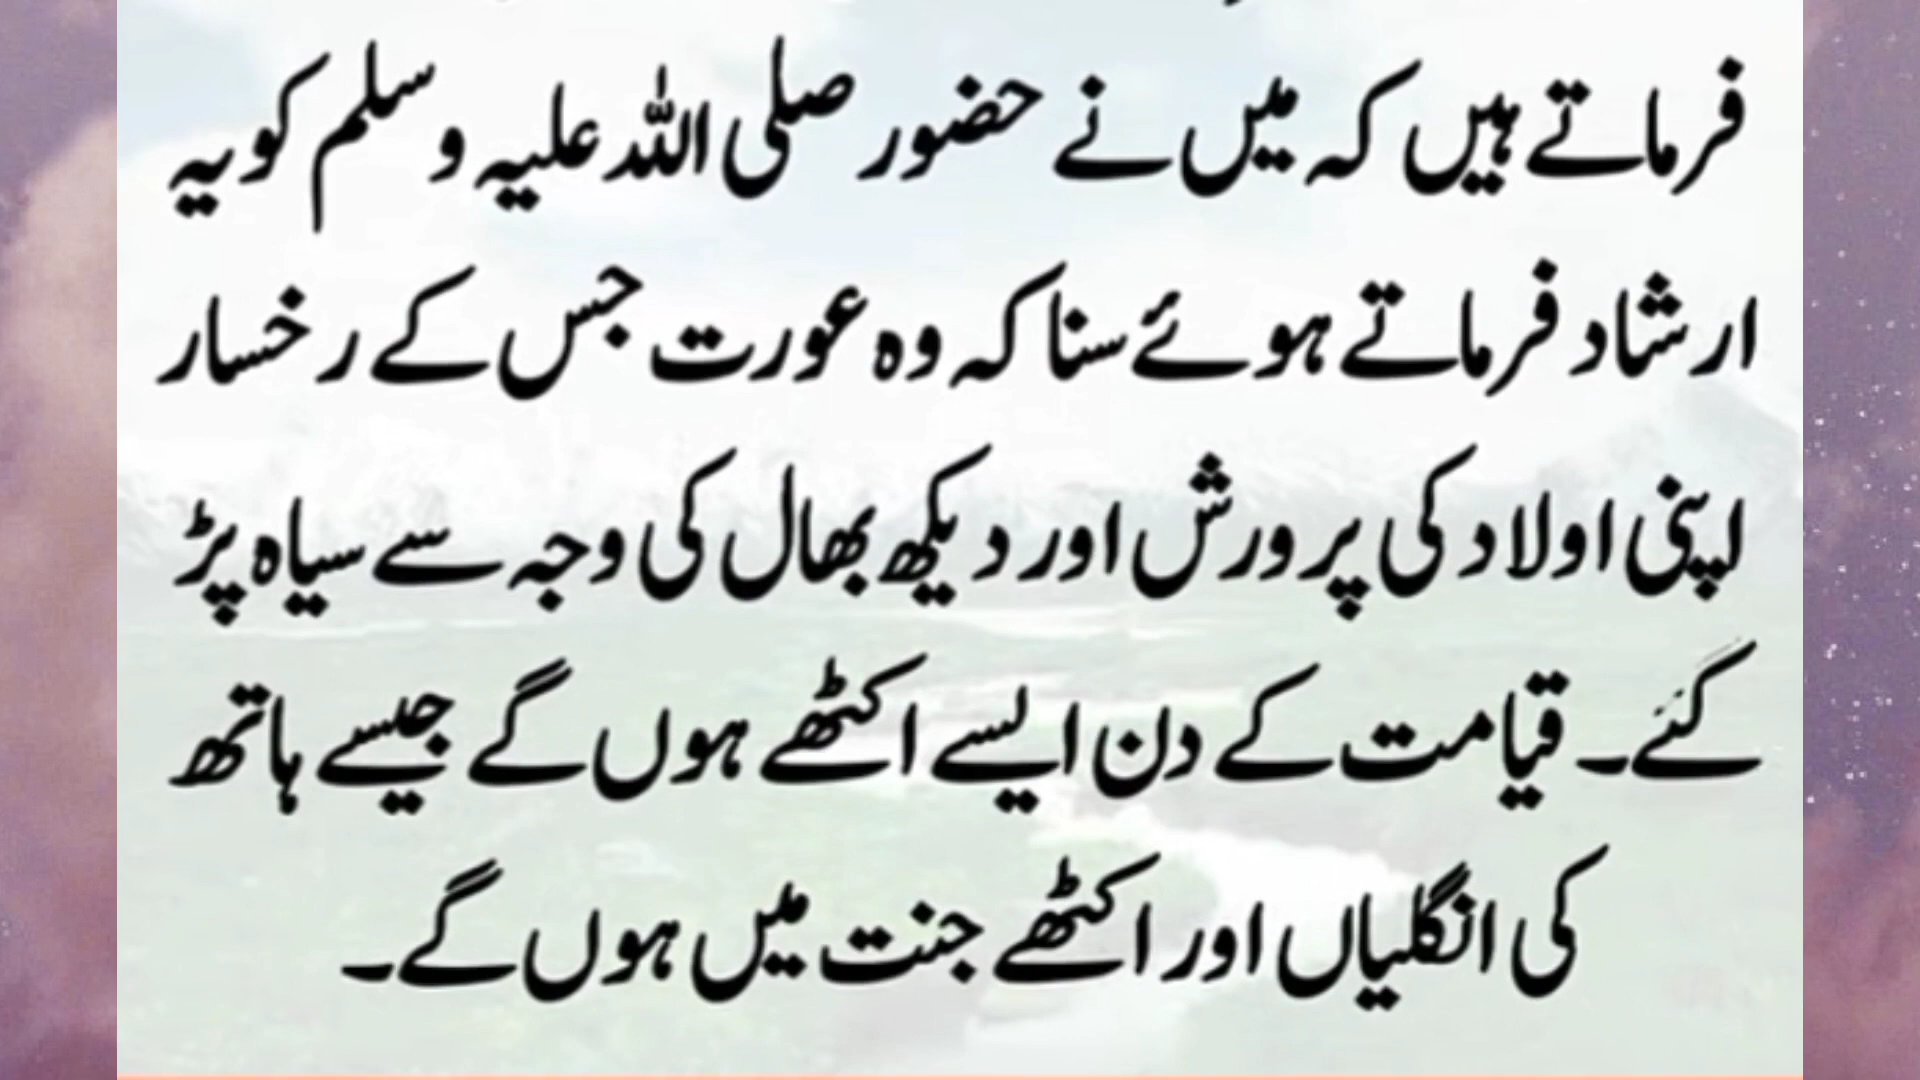 فرماتے ہیں کہ میں نے حضور صلی اللہ علیہ وسلم کو یہ
ارشاد فرماتے ہوئے سنا کہ وہ عورت جس کے رخسار
اپنی اولاد کی پرورش اور دیکھ بھال کی وجہ سے سیاہ پڑ
گئے۔ قیامت کے دن ایسے اکٹھے ہوں گے جیسے ہاتھ
کی انگلیاں اور اکٹھے جنت میں ہوں گے۔